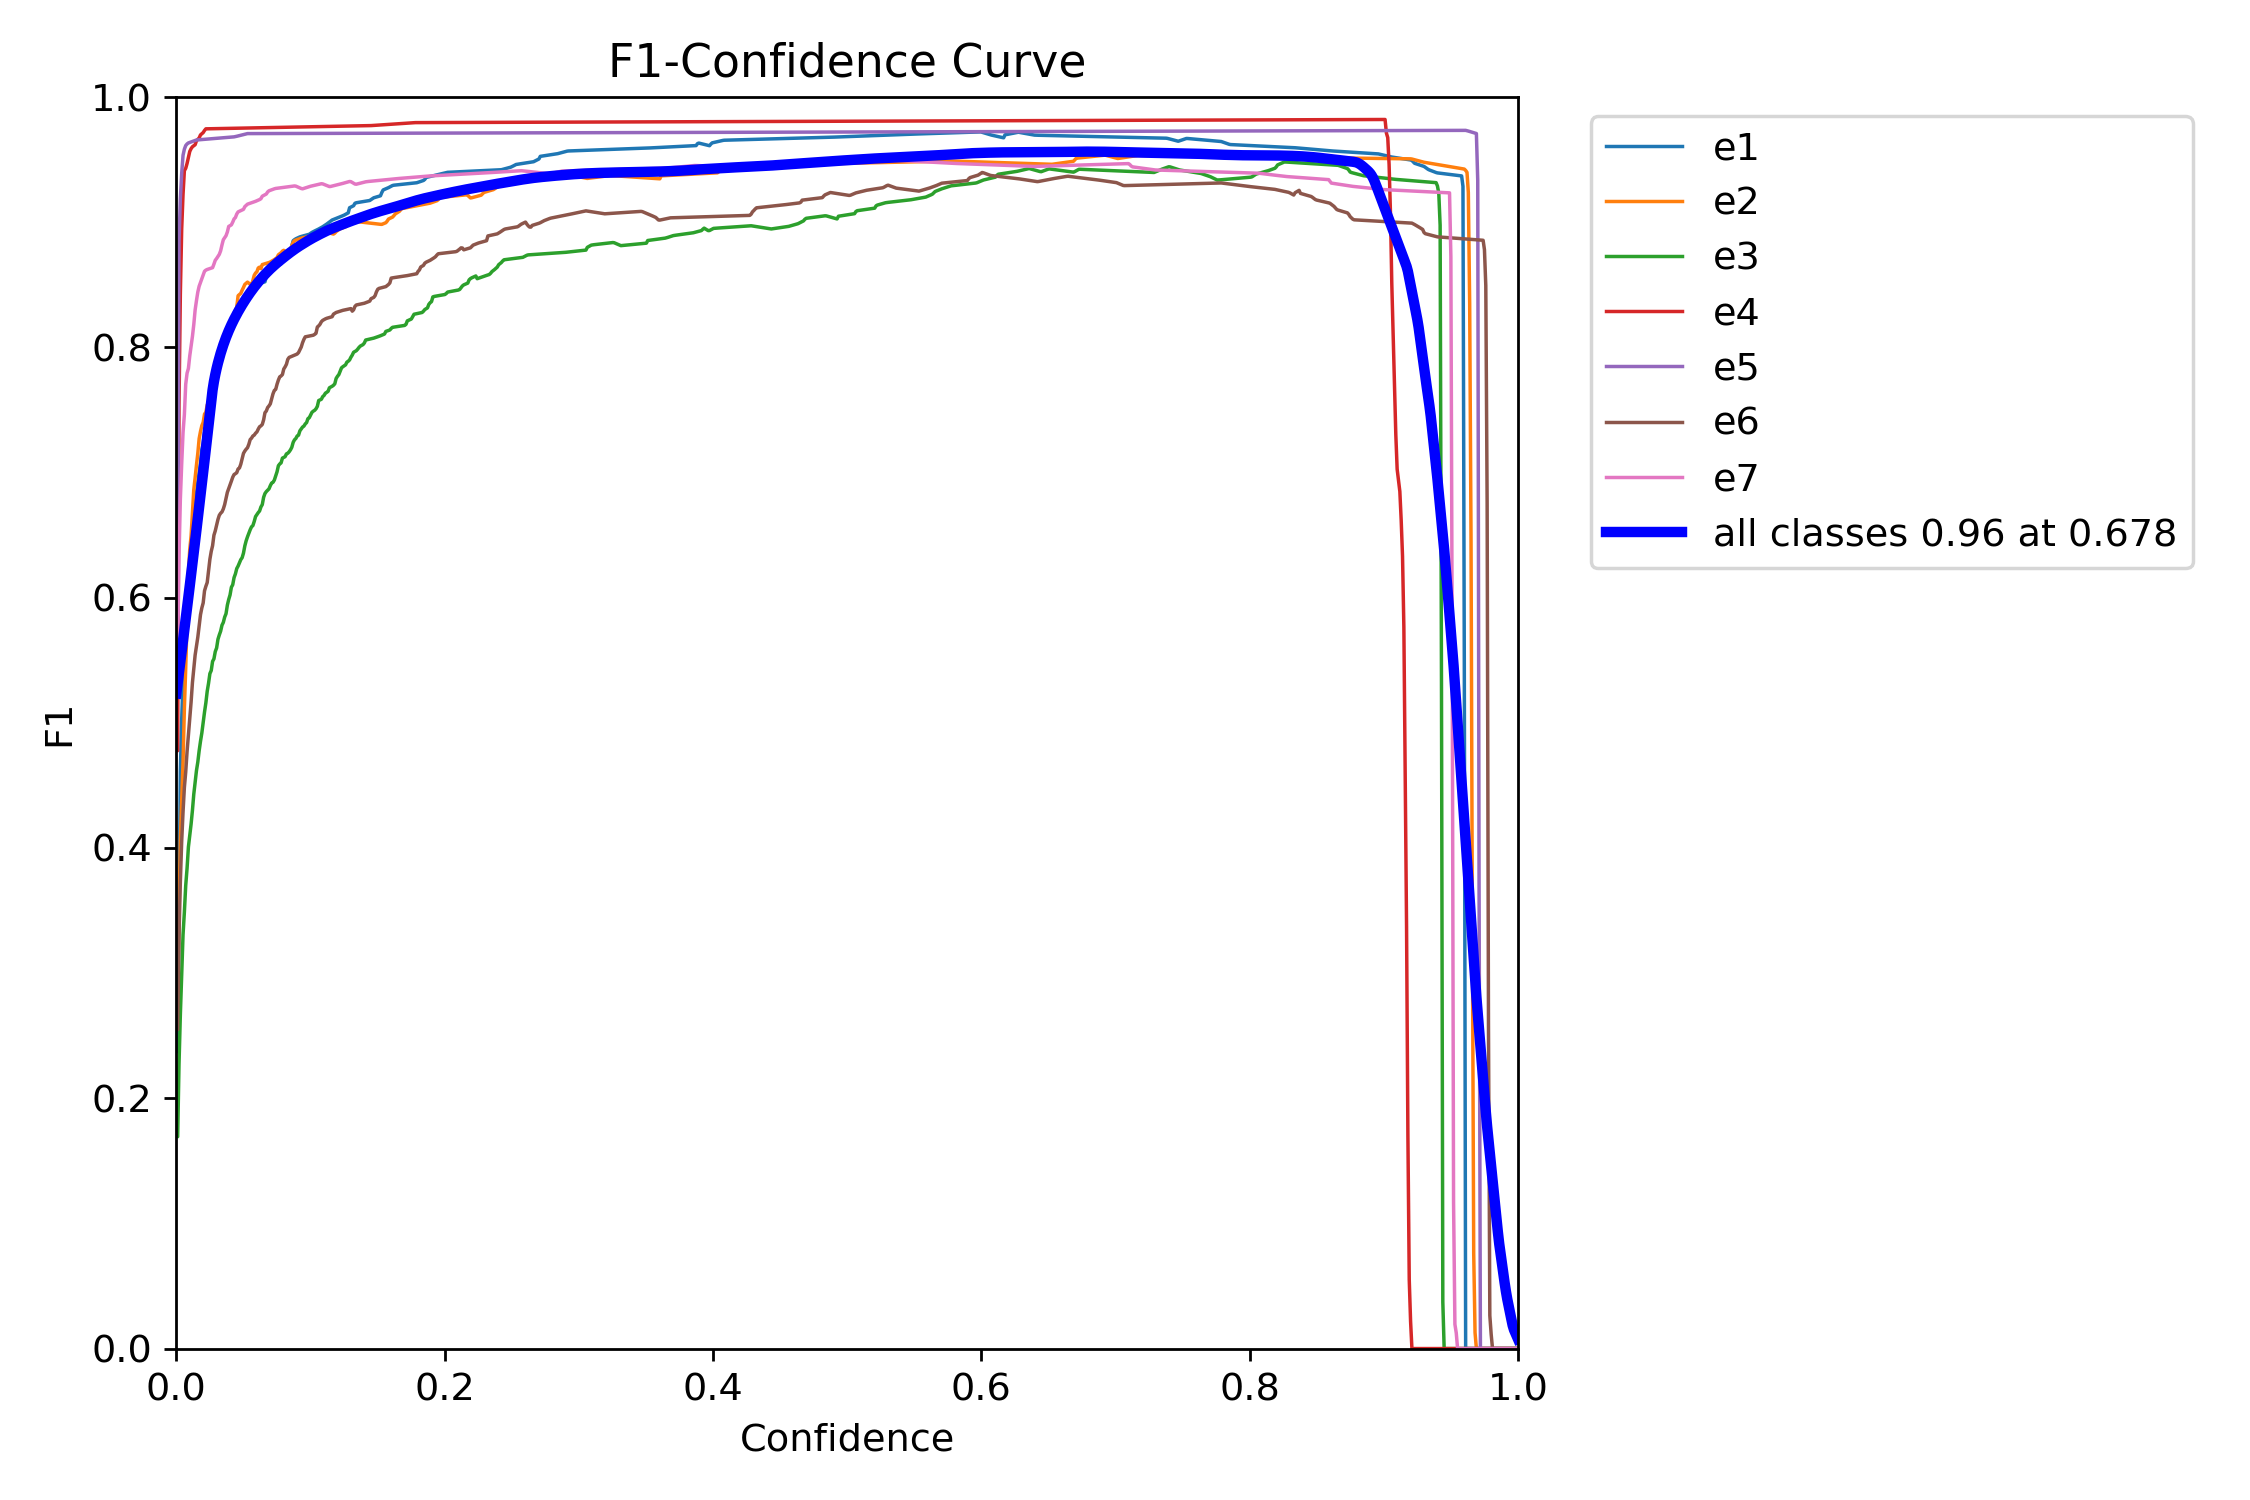 F1-Confidence Curve
1.0
0.8
0.6
0.4
0.2
0.0
F1
0.0 0.2 0.4 0.6 0.8 1.0
Confidence
e1
e2
e3
e4
e5
e6
e7
all classes 0.96 at 0.678